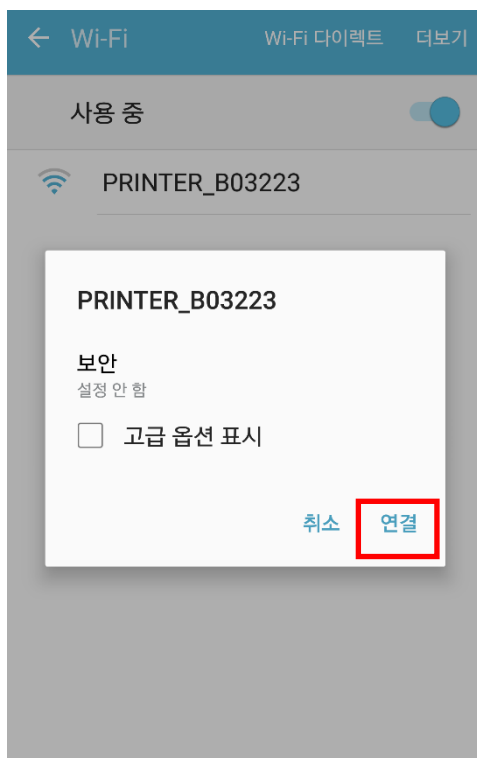 Wi-Fi Wi-Fi 다이렉트 더보기
사용 중
PRINTER_B03223
PRINTER_B03223
보안
설정 안 함
고급 옵션 표시
취소 연결